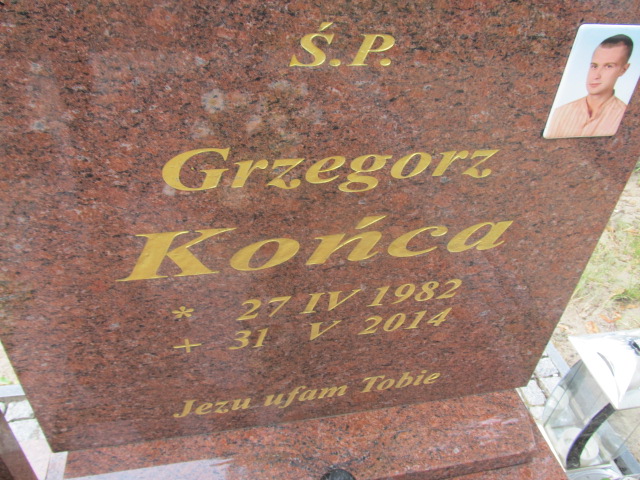 Ś.P.
Grzegorz
Końca
* 27 IV 1982
+ 31 V 2014
Jezu ufam Tobie